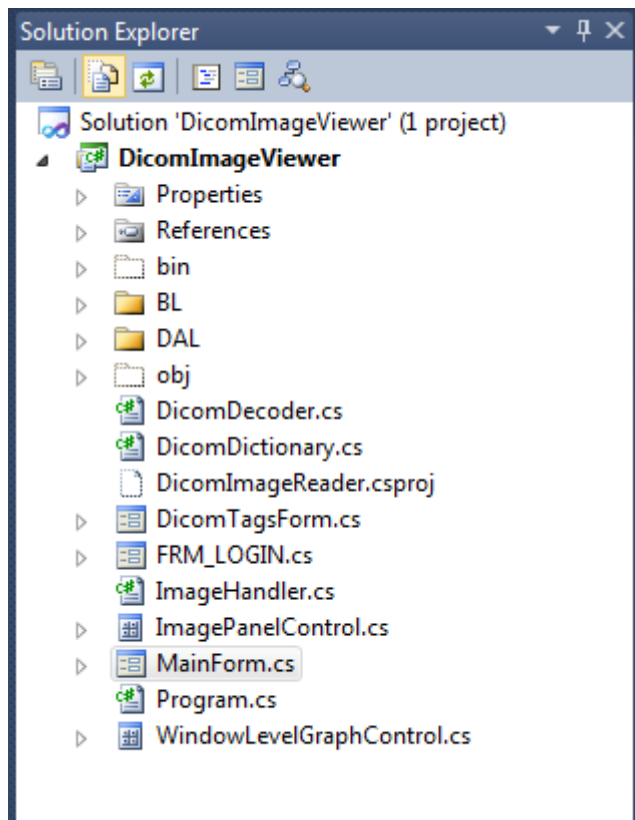 Solution Explorer
Solution 'DicomImageViewer' (1 project)
DicomImageViewer
Properties
References
bin
BL
DAL
obj
DicomDecoder.cs
DicomDictionary.cs
DicomImageReader.csproj
DicomTagsForm.cs
FRM_LOGIN.cs
ImageHandler.cs
ImagePanelControl.cs
MainForm.cs
Program.cs
WindowLevelGraphControl.cs